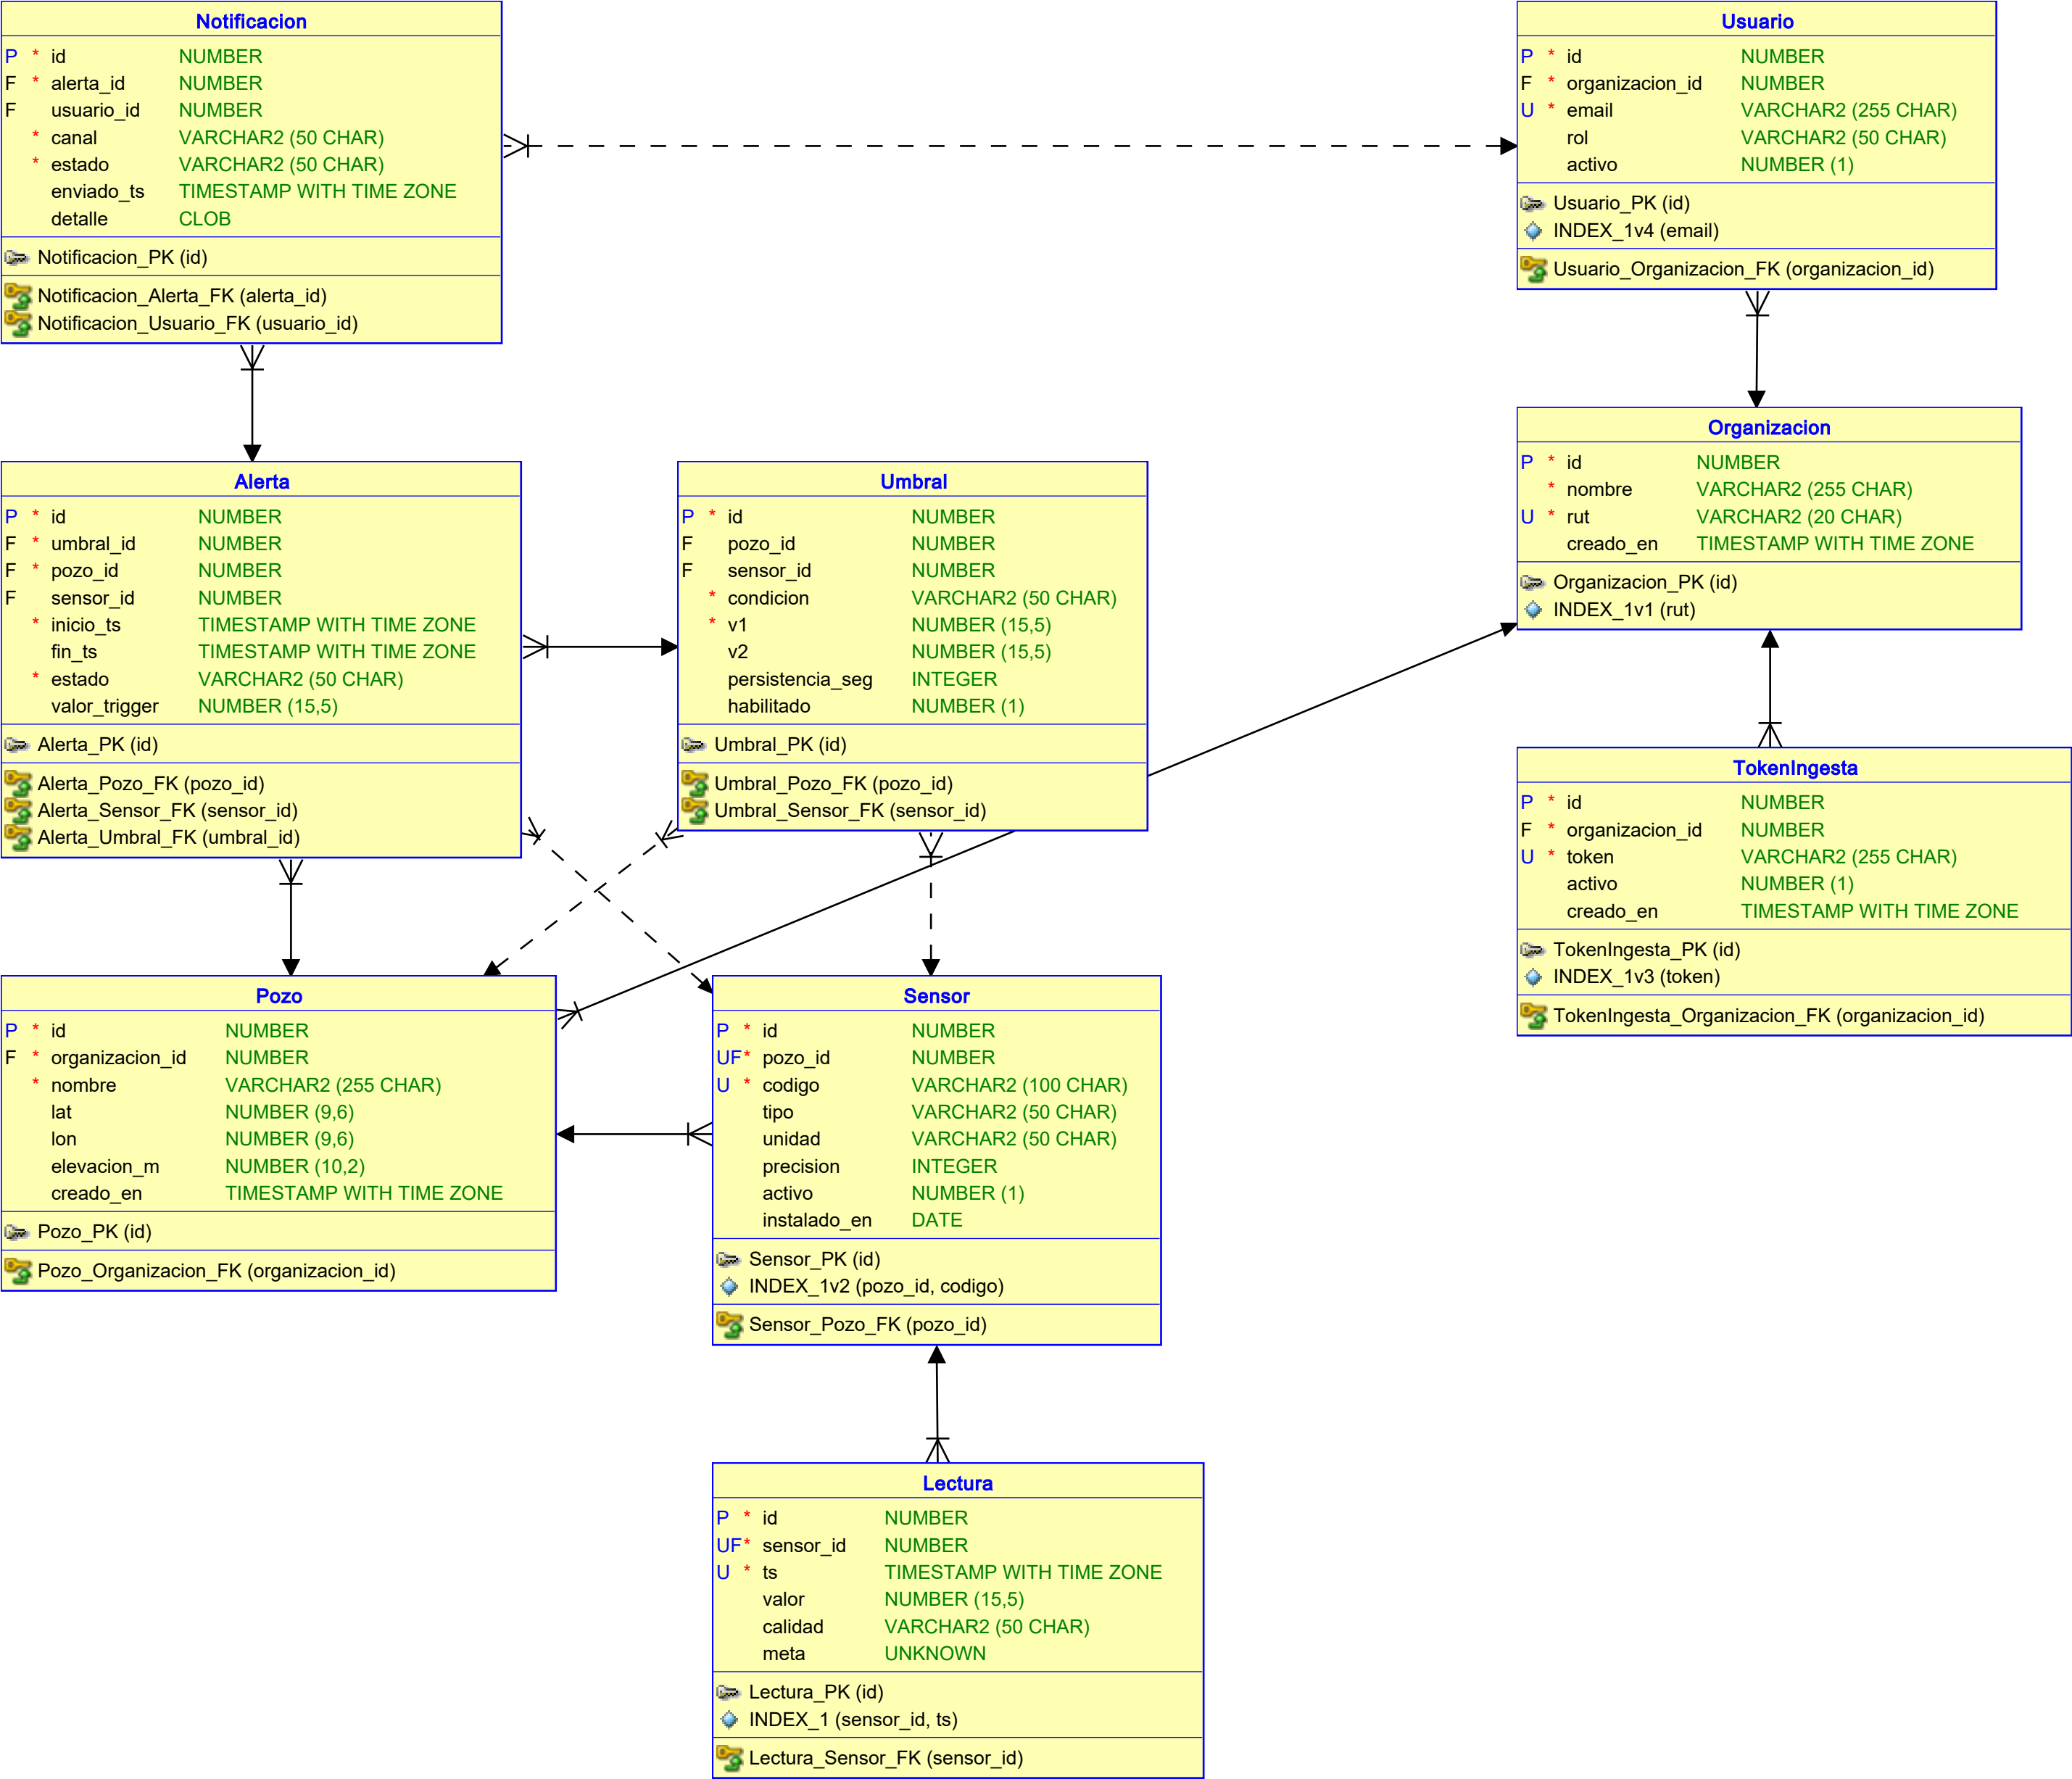 Notificacion
P * id NUMBER
F * alerta_id NUMBER
F usuario_id NUMBER
* canal VARCHAR2 (50 CHAR)
* estado VARCHAR2 (50 CHAR)
enviado_ts TIMESTAMP WITH TIME ZONE
detalle CLOB
Notificacion_PK (id)
Notificacion_Alerta_FK (alerta_id)
Notificacion_Usuario_FK (usuario_id)
Usuario
P * id NUMBER
F * organizacion_id NUMBER
U * email VARCHAR2 (255 CHAR)
rol VARCHAR2 (50 CHAR)
activo NUMBER (1)
Usuario_PK (id)
INDEX_1v4 (email)
Usuario_Organizacion_FK (organizacion_id)
Alerta
P * id NUMBER
F * umbral_id NUMBER
F * pozo_id NUMBER
F sensor_id NUMBER
* inicio_ts TIMESTAMP WITH TIME ZONE
fin_ts TIMESTAMP WITH TIME ZONE
* estado VARCHAR2 (50 CHAR)
valor_trigger NUMBER (15,5)
Alerta_PK (id)
Alerta_Pozo_FK (pozo_id)
Alerta_Sensor_FK (sensor_id)
Alerta_Umbral_FK (umbral_id)
Umbral
P * id NUMBER
F pozo_id NUMBER
F sensor_id NUMBER
* condicion VARCHAR2 (50 CHAR)
* v1 NUMBER (15,5)
v2 NUMBER (15,5)
persistencia_seg INTEGER
habilitado NUMBER (1)
Umbral_PK (id)
Umbral_Pozo_FK (pozo_id)
Umbral_Sensor_FK (sensor_id)
Organizacion
P * id NUMBER
* nombre VARCHAR2 (255 CHAR)
U * rut VARCHAR2 (20 CHAR)
creado_en TIMESTAMP WITH TIME ZONE
Organizacion_PK (id)
INDEX_1v1 (rut)
TokenIngesta
P * id NUMBER
F * organizacion_id NUMBER
U * token VARCHAR2 (255 CHAR)
activo NUMBER (1)
creado_en TIMESTAMP WITH TIME ZONE
TokenIngesta_PK (id)
INDEX_1v3 (token)
TokenIngesta_Organizacion_FK (organizacion_id)
Pozo
P * id NUMBER
F * organizacion_id NUMBER
* nombre VARCHAR2 (255 CHAR)
lat NUMBER (9,6)
lon NUMBER (9,6)
elevacion_m NUMBER (10,2)
creado_en TIMESTAMP WITH TIME ZONE
Pozo_PK (id)
Pozo_Organizacion_FK (organizacion_id)
Sensor
P * id NUMBER
UF* pozo_id NUMBER
U * codigo VARCHAR2 (100 CHAR)
tipo VARCHAR2 (50 CHAR)
unidad VARCHAR2 (50 CHAR)
precision INTEGER
activo NUMBER (1)
instalado_en DATE
Sensor_PK (id)
INDEX_1v2 (pozo_id, codigo)
Sensor_Pozo_FK (pozo_id)
Lectura
P * id NUMBER
UF* sensor_id NUMBER
U * ts TIMESTAMP WITH TIME ZONE
valor NUMBER (15,5)
calidad VARCHAR2 (50 CHAR)
meta UNKNOWN
Lectura_PK (id)
INDEX_1 (sensor_id, ts)
Lectura_Sensor_FK (sensor_id)